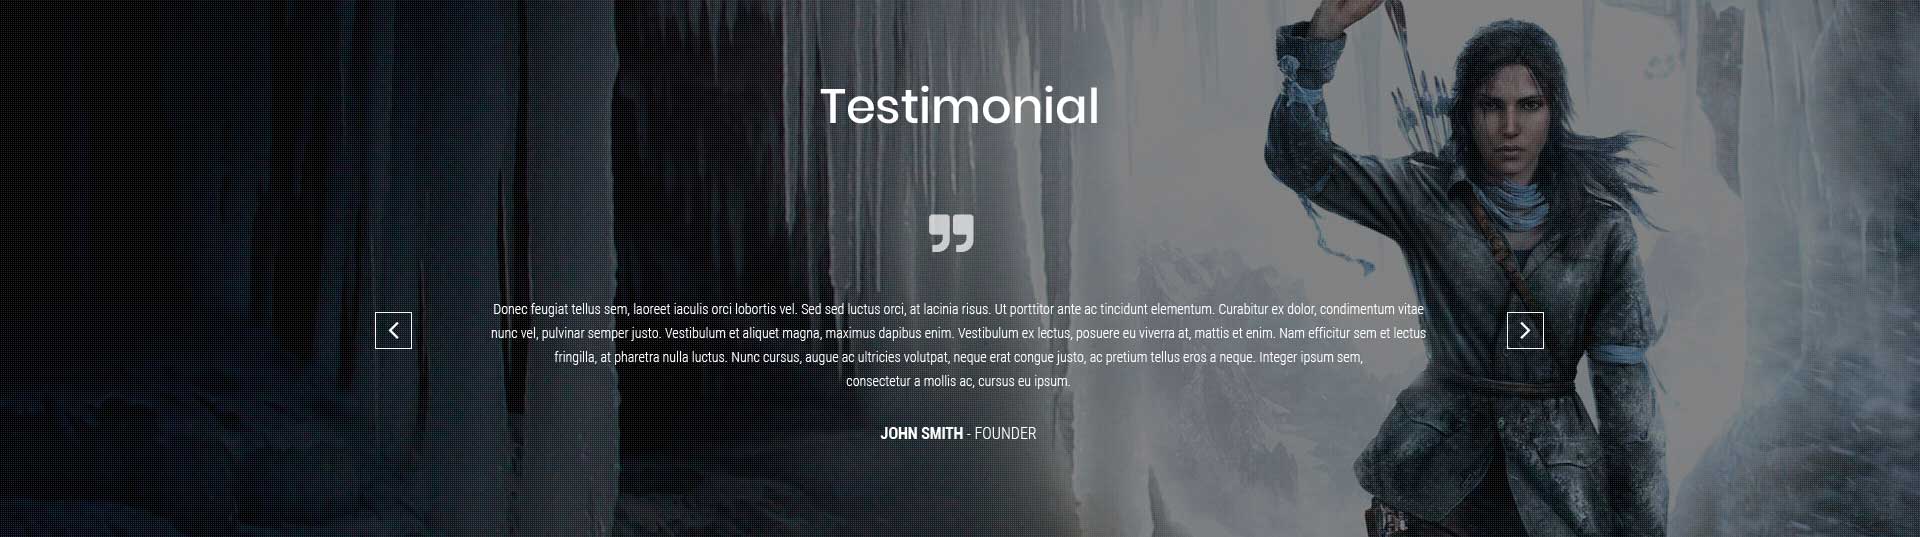 Testimonial
Donec feugiat tellus sem, laoreet iaculis orci lobortis vel. Sed sed luctus orci, at lacinia risus. Ut porttitor ante ac tincidunt elementum. Curabitur ex dolor, condimentum vitae
nunc vel, pulvinar semper justo. Vestibulum et aliquet magna, maximus dapibus enim. Vestibulum ex lectus, posuere eu viverra at, mattis et enim. Nam efficitur sem et lectus
fringilla, at pharetra nulla luctus. Nunc cursus, augue ac ultricies volutpat, neque erat congue justo, ac pretium tellus eros a neque. Integer ipsum sem,
consectetur a mollis ac, cursus eu ipsum.
JOHN SMITH - FOUNDER